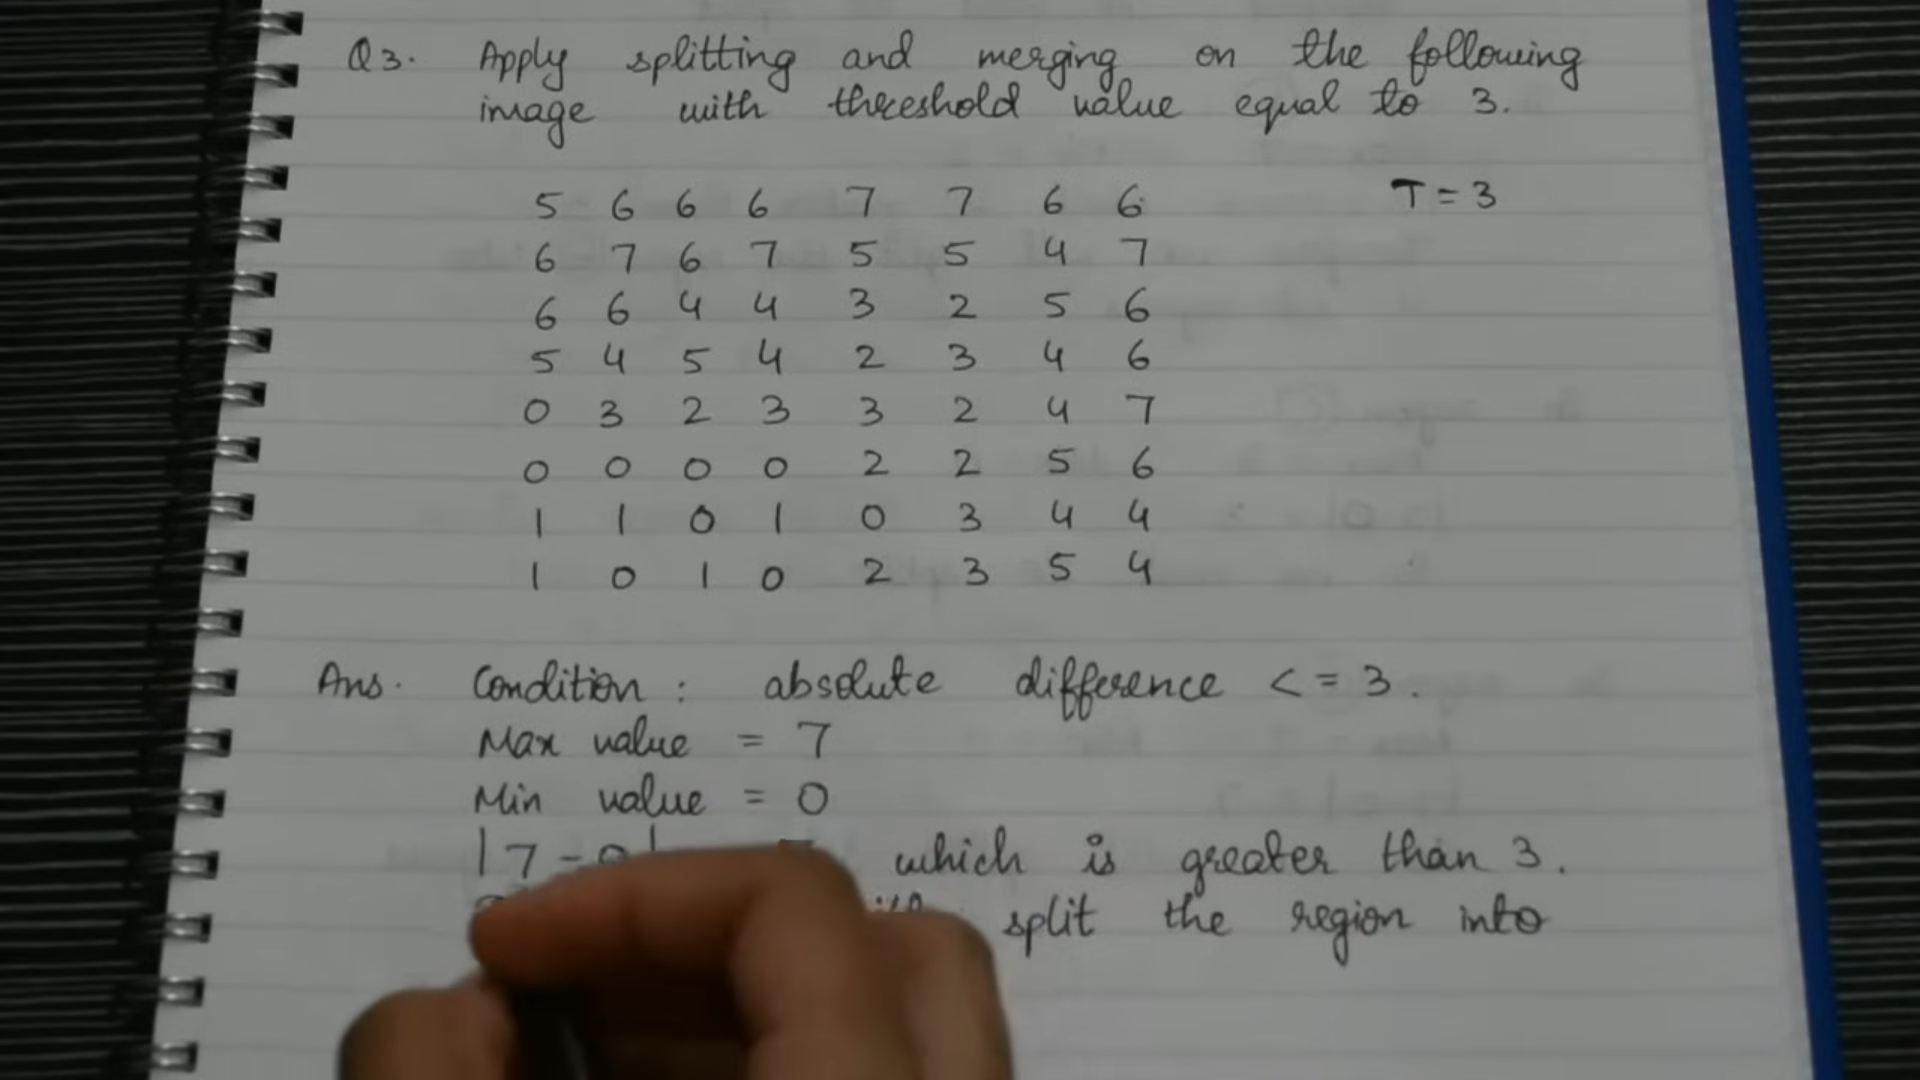 Q3. Apply splitting and merging on the following
image with threshold value equal to 3.
T = 3
5 6 6 6 7 7 6 6
6 7 6 7 5 5 4 7
6 6 4 4 3 2 5 6
5 4 5 4 2 3 4 6
0 3 2 3 3 2 4 7
0 0 0 0 2 2 5 6
1 1 0 1 0 3 4 4
1 0 1 0 2 3 5 4
Ans. Condition : absolute difference <= 3.
Max value = 7
Min value = 0
|7-0| which is greater than 3.
split the region into